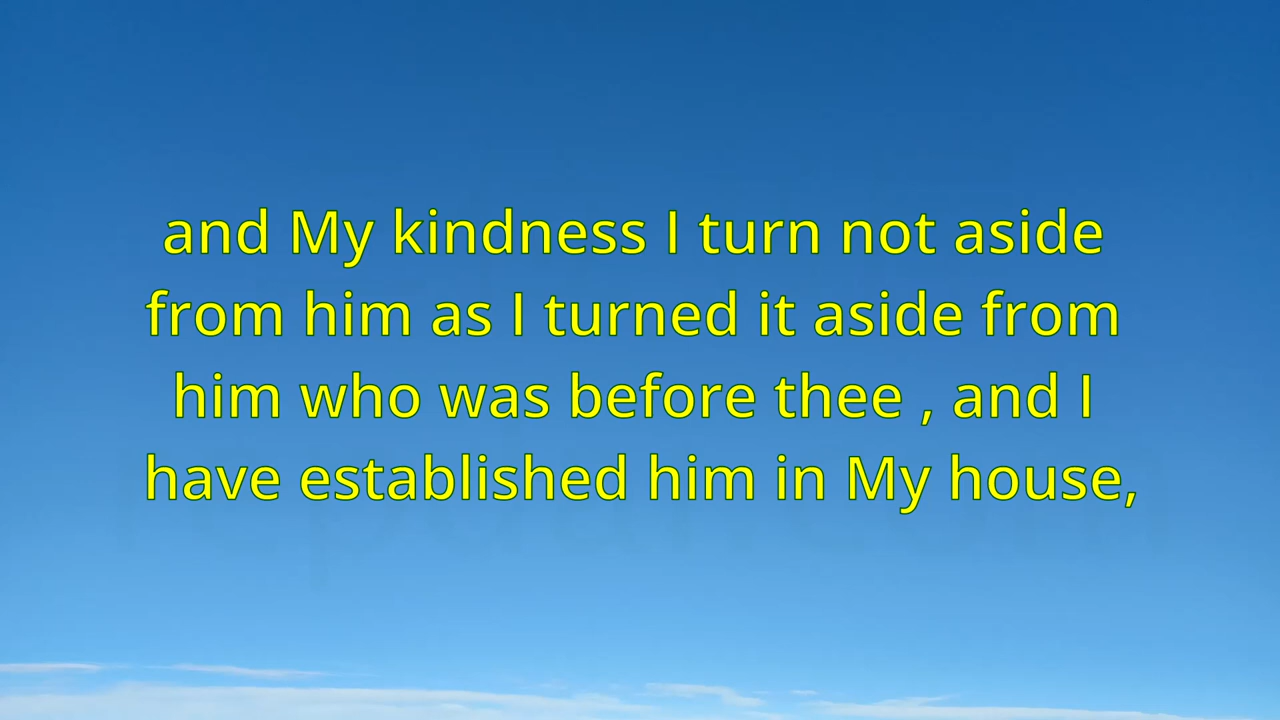 and My kindness I turn not aside
from him as I turned it aside from
him who was before thee , and I
have established him in My house,